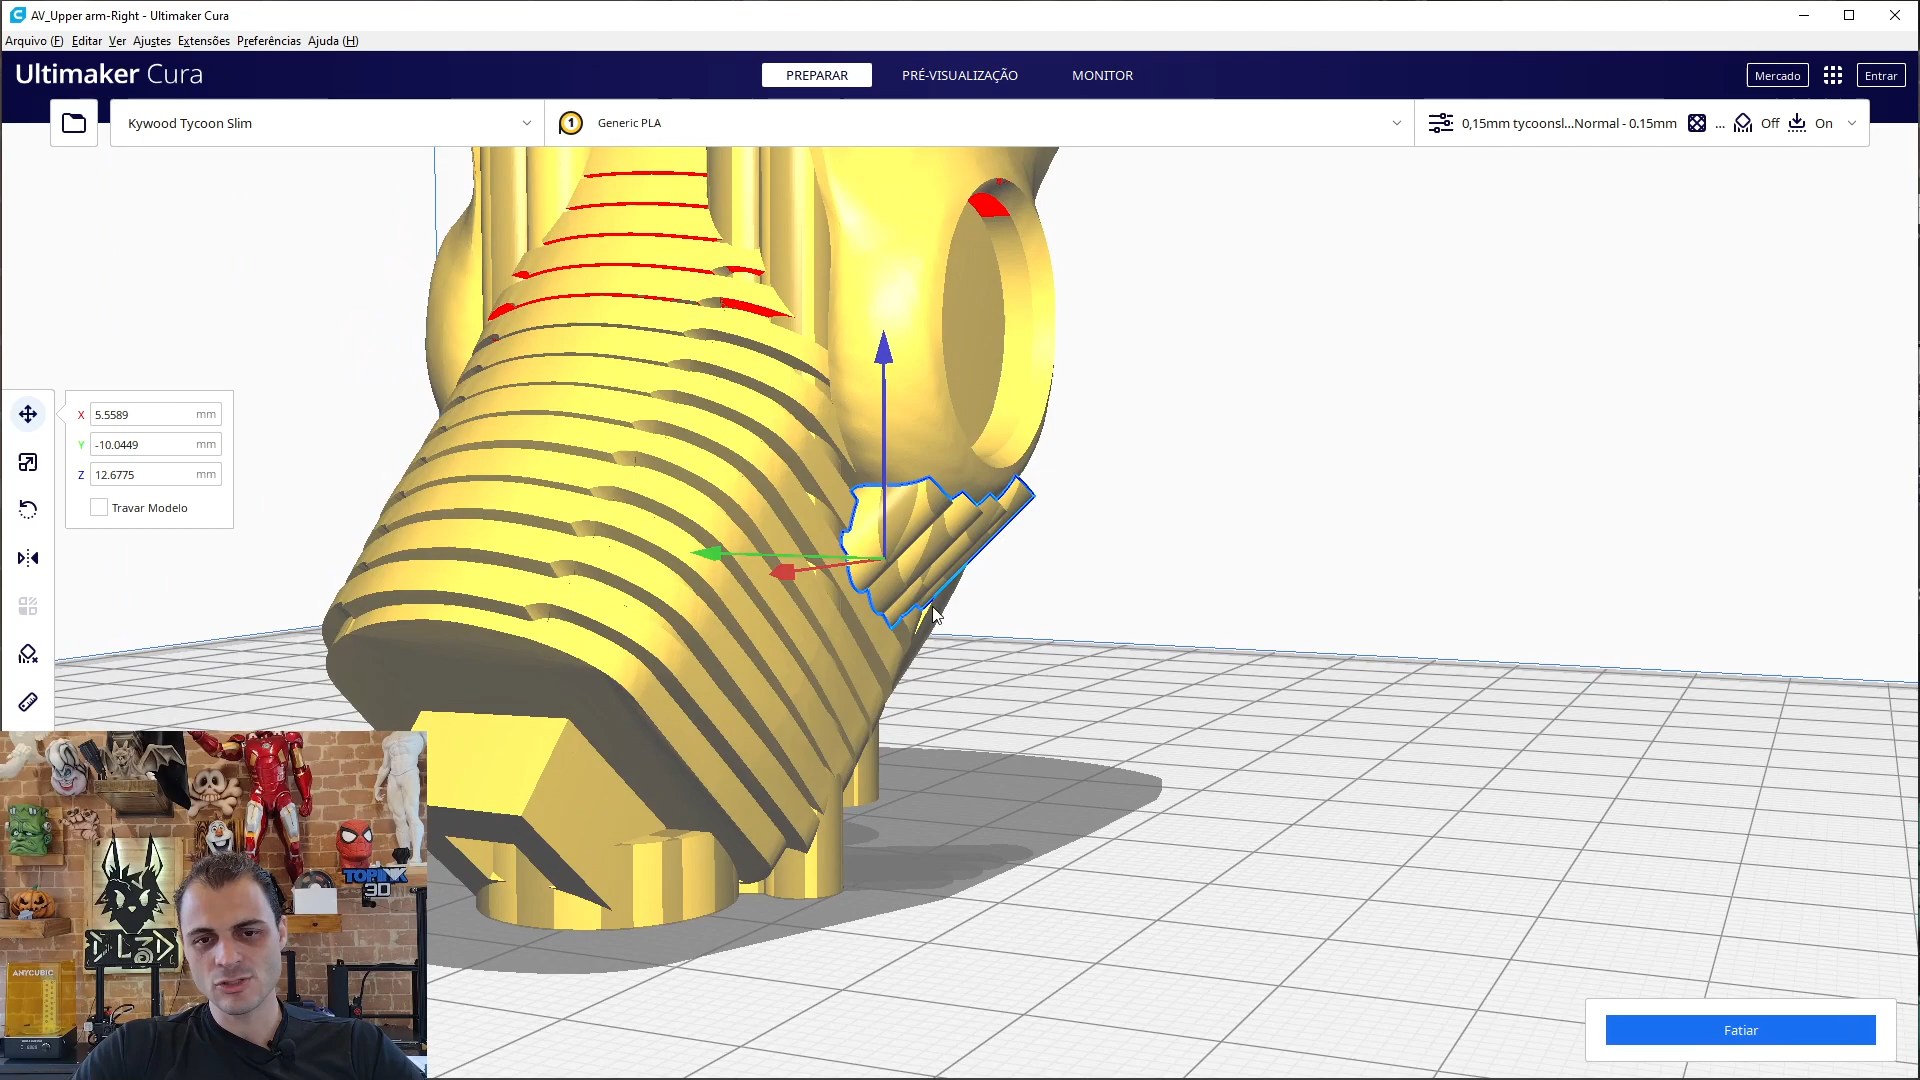 AV_Upper arm-Right - Ultimaker Cura
Arquivo (F) Editar Ver Ajustes Extensões Preferências Ajuda (H)
Ultimaker Cura
PREPARAR PRÉ-VISUALIZAÇÃO MONITOR
Mercado Entrar
Kywood Tycoon Slim
1 Generic PLA
0,15mm tycoonsl...Normal - 0.15mm ... Off On
X 5.5589 mm
Y -10.0449 mm
Z 12.6775 mm
Travar Modelo
TOPINK
3D
DL3D
ANYCUBIC
Fatiar